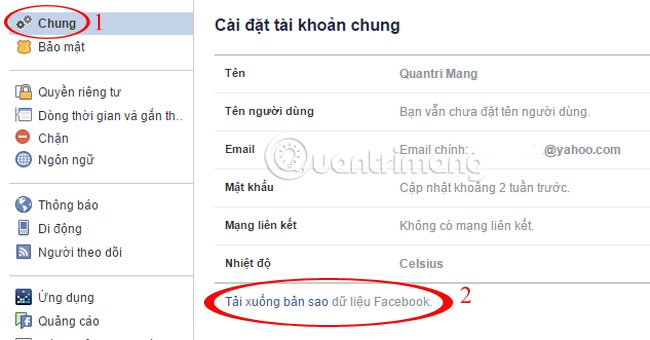 Chung
1
Bảo mật
Quyền riêng tư
Dòng thời gian và gắn th...
Chặn
Ngôn ngữ
Thông báo
Di động
Người theo dõi
Ứng dụng
Quảng cáo
Cài đặt tài khoản chung
Tên Quantri Mang
Tên người dùng Bạn vẫn chưa đặt tên người dùng.
Email Email chính: . @yahoo.com
Mật khẩu Cập nhật khoảng 2 tuần trước.
Mạng liên kết Không có mạng liên kết.
Nhiệt độ Celsius
Tải xuống bản sao dữ liệu Facebook.
2
Quantrimang